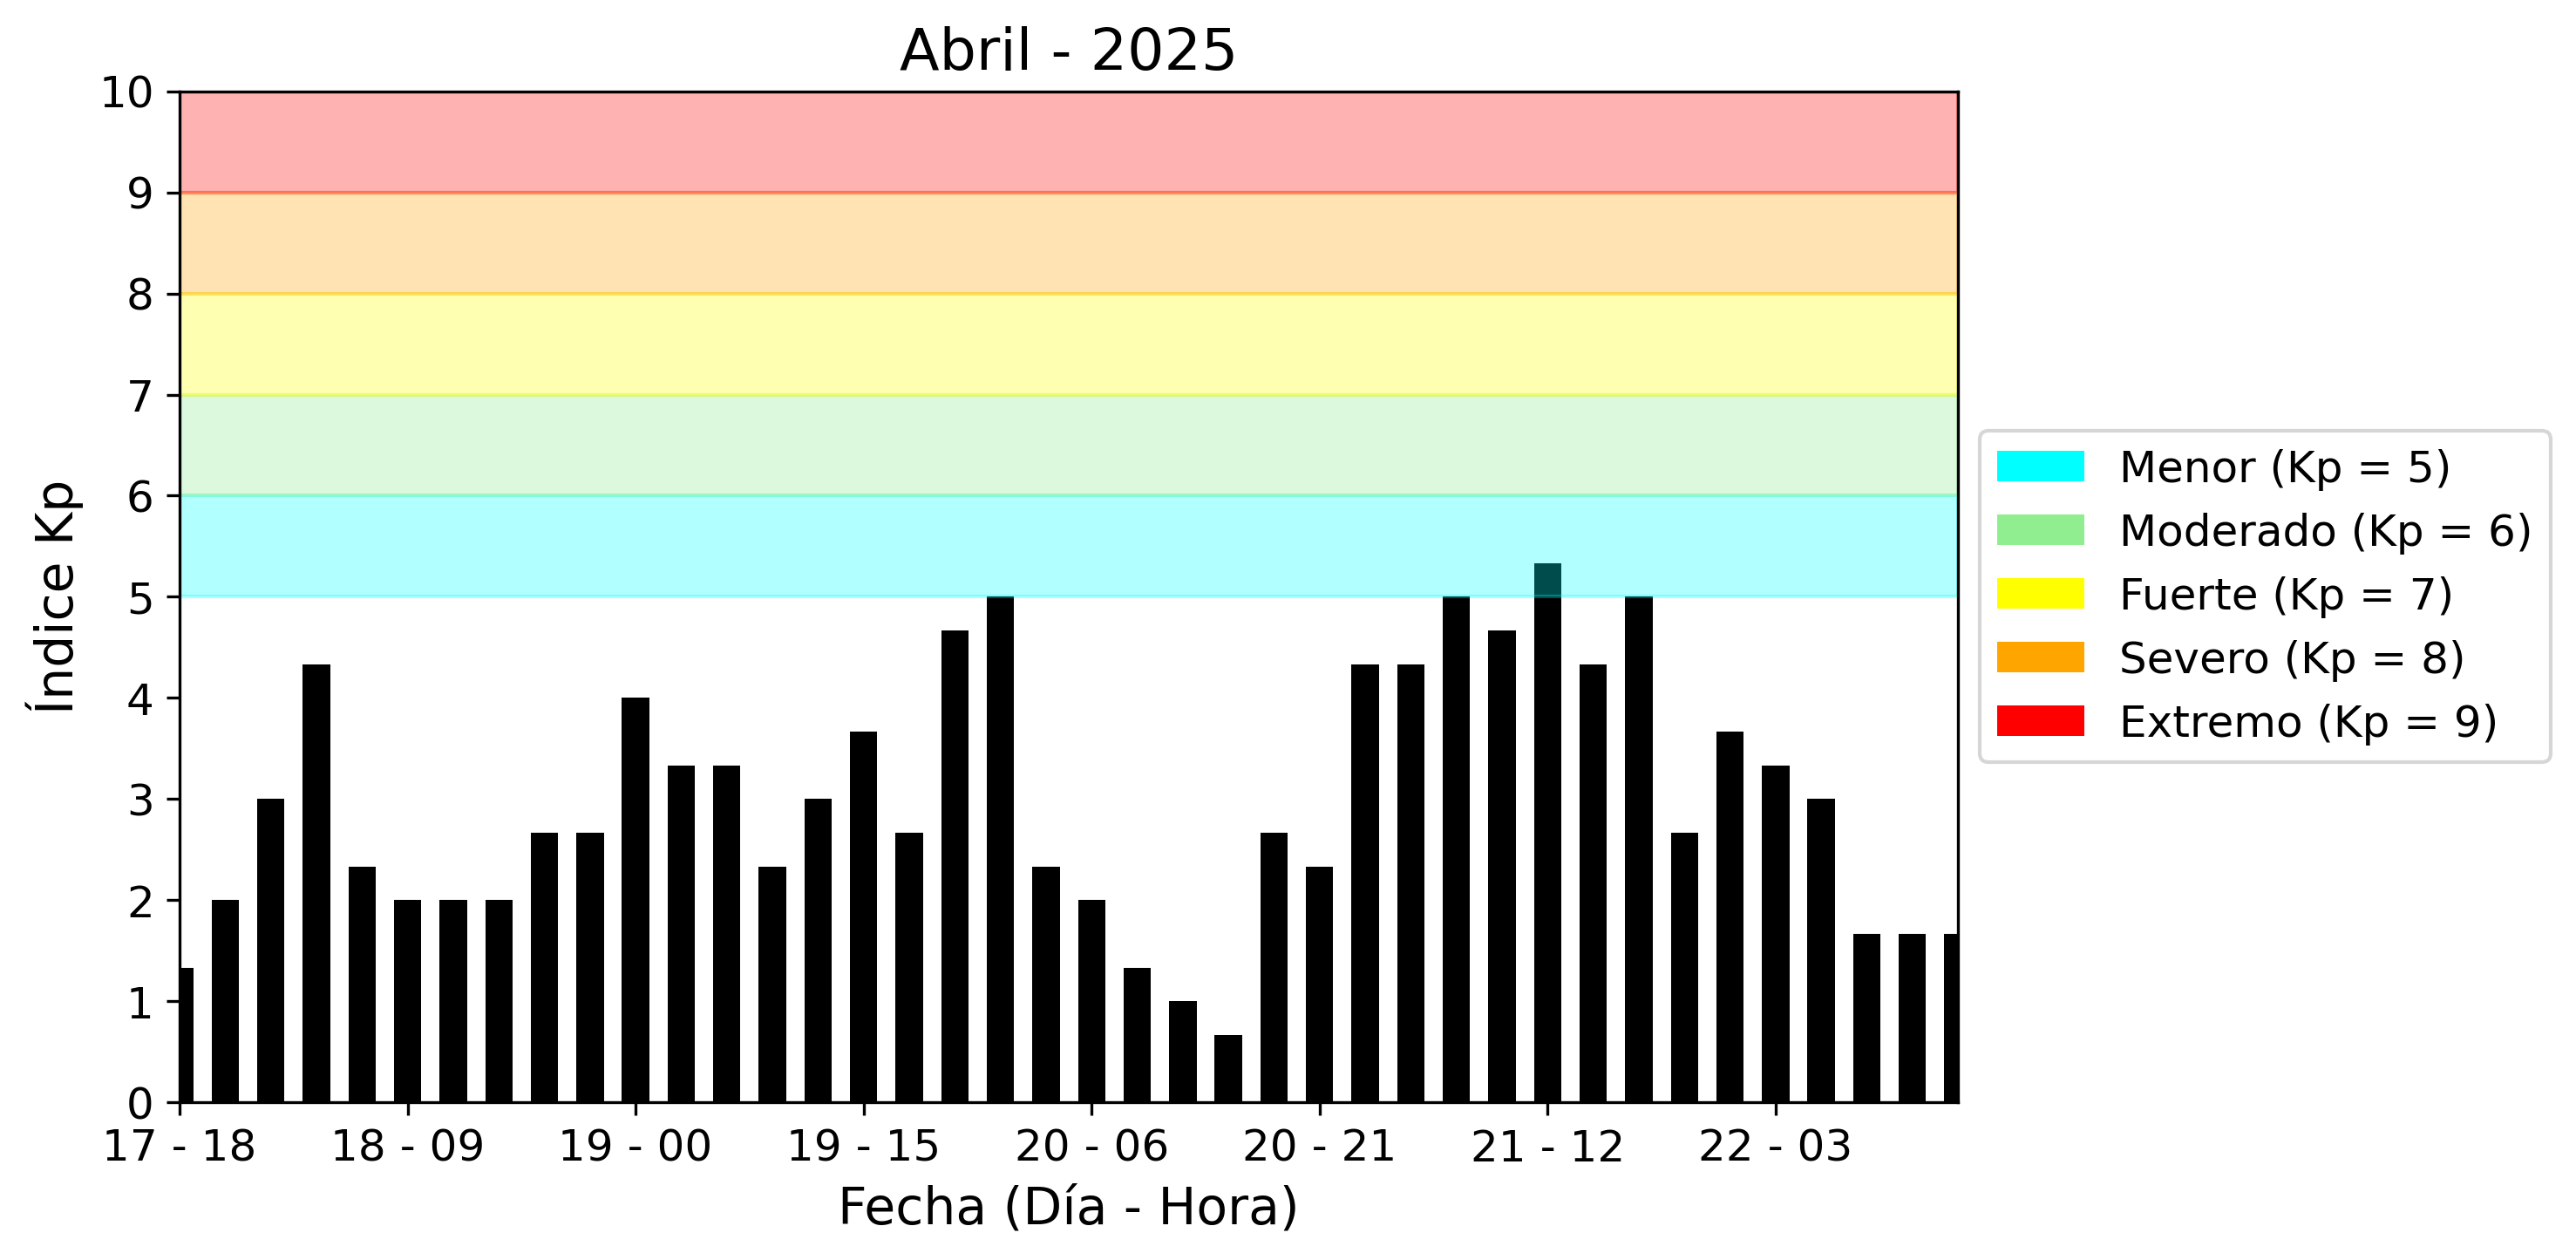 Abril - 2025
10
9
8
7
6
5
4
3
2
1
0
Índice Kp
17 - 18
18 - 09
19 - 00
19 - 15
20 - 06
20 - 21
21 - 12
22 - 03
Fecha (Día - Hora)
Menor (Kp = 5)
Moderado (Kp = 6)
Fuerte (Kp = 7)
Severo (Kp = 8)
Extremo (Kp = 9)